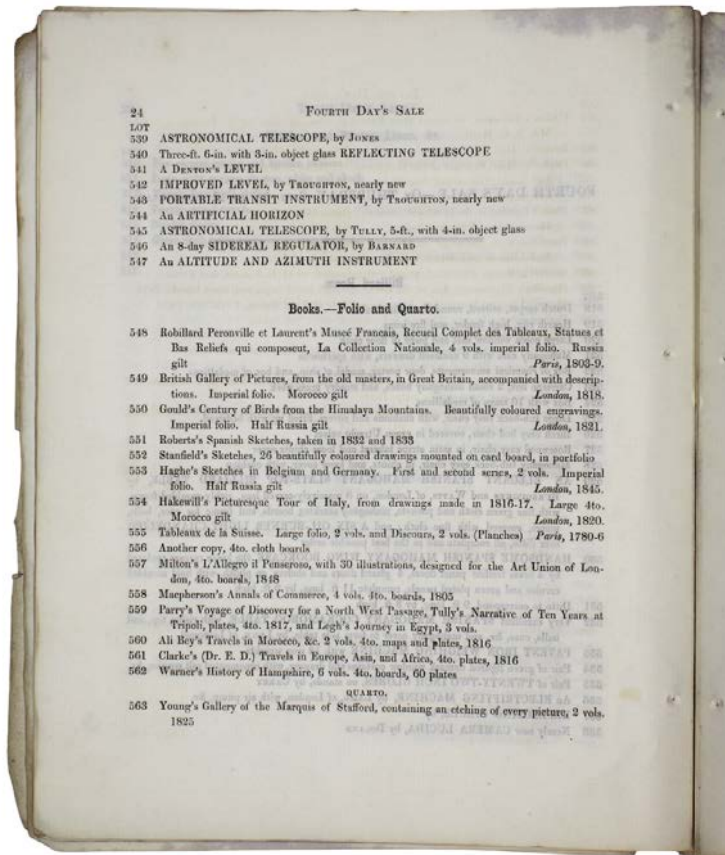 24 FOURTH DAY'S SALE
LOT
539 ASTRONOMICAL TELESCOPE, by JONES
540 Three-ft. 6-in. with 3-in. object glass REFLECTING TELESCOPE
541 A DENTON'S LEVEL
542 IMPROVED LEVEL, by TROUGHTON, nearly new
543 PORTABLE TRANSIT INSTRUMENT, by TROUGHTON, nearly new
544 An ARTIFICIAL HORIZON
545 ASTRONOMICAL TELESCOPE, by TULLY, 5-ft., with 4-in. object glass
546 An 8-day SIDEREAL REGULATOR, by BARNARD
547 An ALTITUDE AND AZIMUTH INSTRUMENT
Books.—Folio and Quarto.
548 Robillard Peronville et Laurent's Museé Francais, Recueil Complet des Tableaux, Statues et
Bas Reliefs qui composent, La Collection Nationale, 4 vols. imperial folio. Russia
gilt Paris, 1803-9.
549 British Gallery of Pictures, from the old masters, in Great Britain, accompanied with descrip-
tions. Imperial folio. Morocco gilt London, 1818.
550 Gould's Century of Birds from the Himalaya Mountains. Beautifully coloured engravings.
Imperial folio. Half Russia gilt London, 1821.
551 Roberts's Spanish Sketches, taken in 1832 and 1833
552 Stanfield's Sketches, 26 beautifully coloured drawings mounted on card board, in portfolio
553 Haghe's Sketches in Belgium and Germany. First and second series, 2 vols. Imperial
folio. Half Russia gilt London, 1845.
554 Hakewill's Picturesque Tour of Italy, from drawings made in 1816-17. Large 4to.
Morocco gilt London, 1820.
555 Tableaux de la Suisse. Large folio, 2 vols. and Discours, 2 vols. (Planches) Paris, 1780-6
556 Another copy, 4to. cloth boards
557 Milton's L'Allegro il Penseroso, with 30 illustrations, designed for the Art Union of Lon-
don, 4to. boards, 1848
558 Macpherson's Annals of Commerce, 4 vols. 4to. boards, 1805
559 Parry's Voyage of Discovery for a North West Passage, Tully's Narrative of Ten Years at
Tripoli, plates, 4to. 1817, and Legh's Journey in Egypt, 3 vols.
560 Ali Bey's Travels in Morocco, &c. 2 vols. 4to. maps and plates, 1816
561 Clarke's (Dr. E. D.) Travels in Europe, Asia, and Africa, 4to. plates, 1816
562 Warner's History of Hampshire, 6 vols. 4to. boards, 60 plates
QUARTO.
563 Young's Gallery of the Marquis of Stafford, containing an etching of every picture, 2 vols.
1825